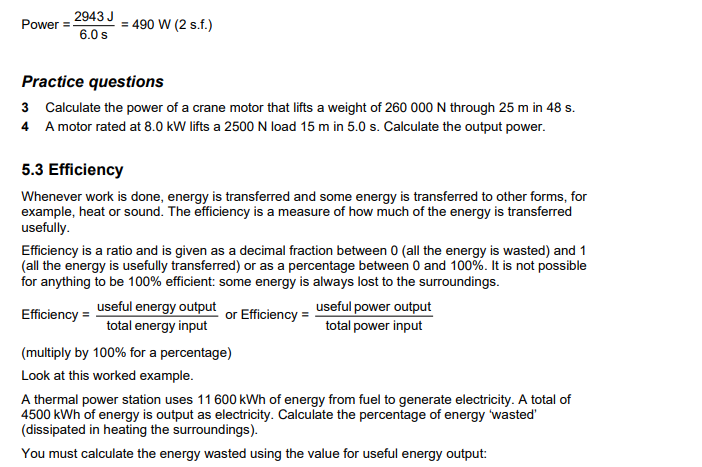 Power = 2943 J / 6.0 s = 490 W (2 s.f.)
Practice questions
3 Calculate the power of a crane motor that lifts a weight of 260 000 N through 25 m in 48 s.
4 A motor rated at 8.0 kW lifts a 2500 N load 15 m in 5.0 s. Calculate the output power.
5.3 Efficiency
Whenever work is done, energy is transferred and some energy is transferred to other forms, for
example, heat or sound. The efficiency is a measure of how much of the energy is transferred
usefully.
Efficiency is a ratio and is given as a decimal fraction between 0 (all the energy is wasted) and 1
(all the energy is usefully transferred) or as a percentage between 0 and 100%. It is not possible
for anything to be 100% efficient: some energy is always lost to the surroundings.
Efficiency = useful energy output / total energy input or Efficiency = useful power output / total power input
(multiply by 100% for a percentage)
Look at this worked example.
A thermal power station uses 11 600 kWh of energy from fuel to generate electricity. A total of
4500 kWh of energy is output as electricity. Calculate the percentage of energy ‘wasted’
(dissipated in heating the surroundings).
You must calculate the energy wasted using the value for useful energy output: